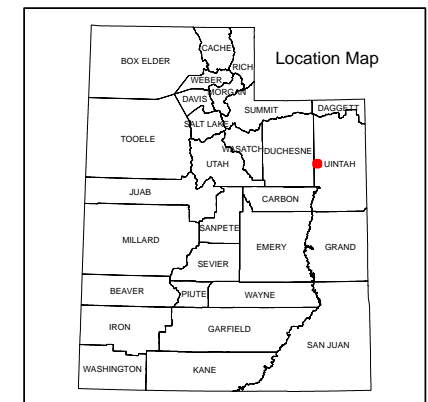 Location Map
CACHE
BOX ELDER
RICH
WEBER
MORGAN
DAVIS
SUMMIT
DAGGETT
SALT LAKE
TOOELE
WASATCH
DUCHESNE
UTAH
UINTAH
JUAB
CARBON
SANPETE
MILLARD
EMERY
GRAND
SEVIER
BEAVER
PIUTE
WAYNE
IRON
GARFIELD
SAN JUAN
WASHINGTON
KANE